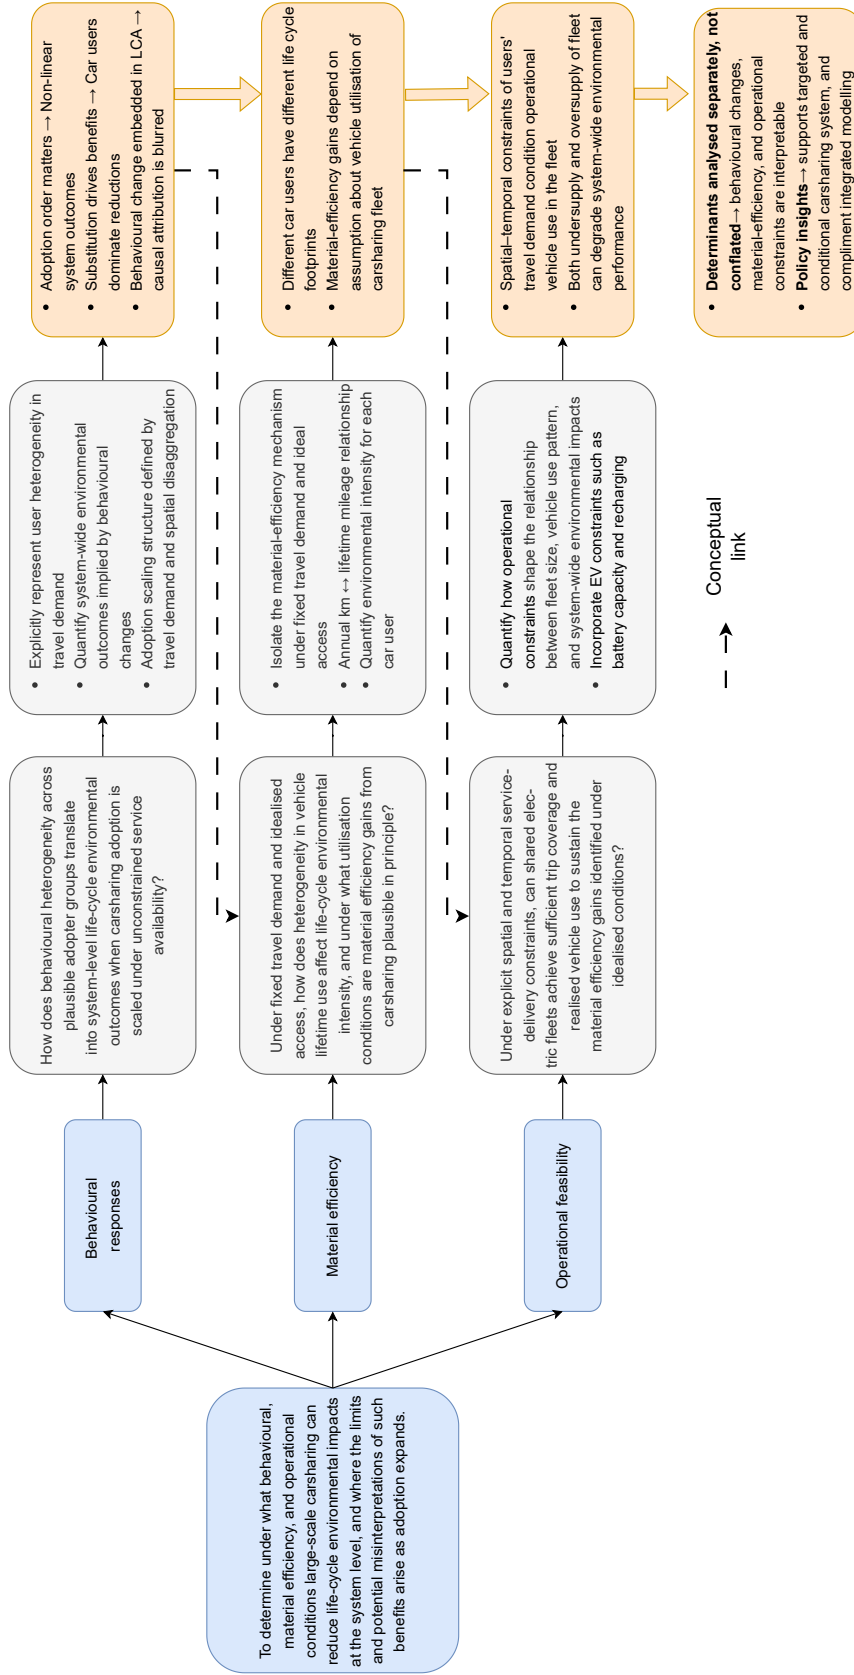 To determine under what behavioural,
material efficiency, and operational
conditions large-scale carsharing can
reduce life-cycle environmental impacts
at the system level, and where the limits
and potential misinterpretations of such
benefits arise as adoption expands.
Behavioural
responses
How does behavioural heterogeneity across
plausible adopter groups translate
into system-level life-cycle environmental
outcomes when carsharing adoption is
scaled under unconstrained service
availability?
• Explicitly represent user heterogeneity in
travel demand
• Quantify system-wide environmental
outcomes implied by behavioural
changes
• Adoption scaling structure defined by
travel demand and spatial disaggregation
• Adoption order matters → Non-linear
system outcomes
• Substitution drives benefits → Car users
dominate reductions
• Behavioural change embedded in LCA →
causal attribution is blurred
Material efficiency
Under fixed travel demand and idealised
access, how does heterogeneity in vehicle
lifetime use affect life-cycle environmental
intensity, and under what utilisation
conditions are material efficiency gains from
carsharing plausible in principle?
• Isolate the material-efficiency mechanism
under fixed travel demand and ideal
access
• Annual km ↔ lifetime mileage relationship
• Quantify environmental intensity for each
car user
• Different car users have different life cycle
footprints
• Material-efficiency gains depend on
assumption about vehicle utilisation of
carsharing fleet
Operational feasibility
Under explicit spatial and temporal service-
delivery constraints, can shared elec-
tric fleets achieve sufficient trip coverage and
realised vehicle use to sustain the
material efficiency gains identified under
idealised conditions?
• Quantify how operational
constraints shape the relationship
between fleet size, vehicle use pattern,
and system-wide environmental impacts
• Incorporate EV constraints such as
battery capacity and recharging
• Spatial–temporal constraints of users'
travel demand condition operational
vehicle use in the fleet
• Both undersupply and oversupply of fleet
can degrade system-wide environmental
performance
Conceptual
link
• Determinants analysed separately, not
conflated→ behavioural changes,
material-efficiency, and operational
constraints are interpretable
• Policy insights→ supports targeted and
conditional carsharing system, and
compliment integrated modelling